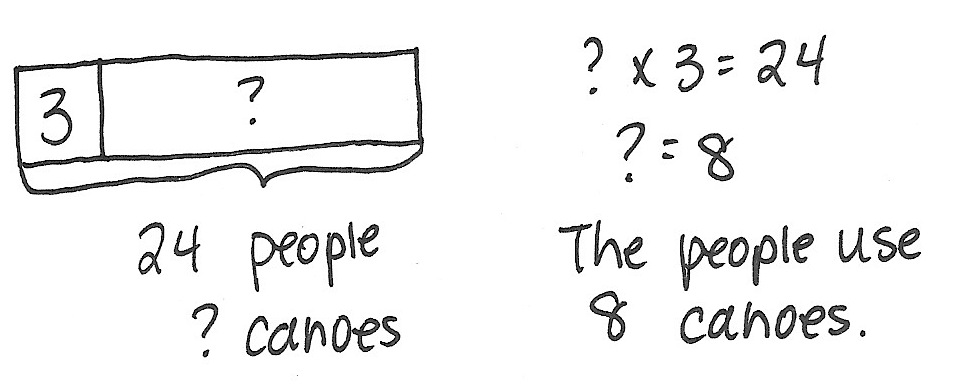 3 ?
24 people
? canoes
? x 3 = 24
? = 8
The people use
8 canoes.